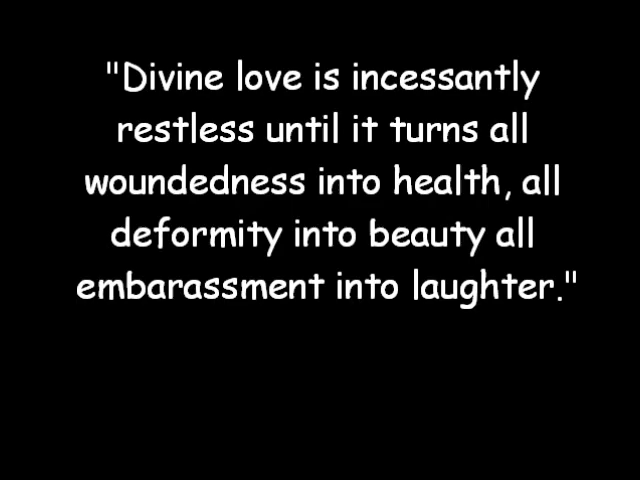 "Divine love is incessantly
restless until it turns all
woundedness into health, all
deformity into beauty all
embarassment into laughter."